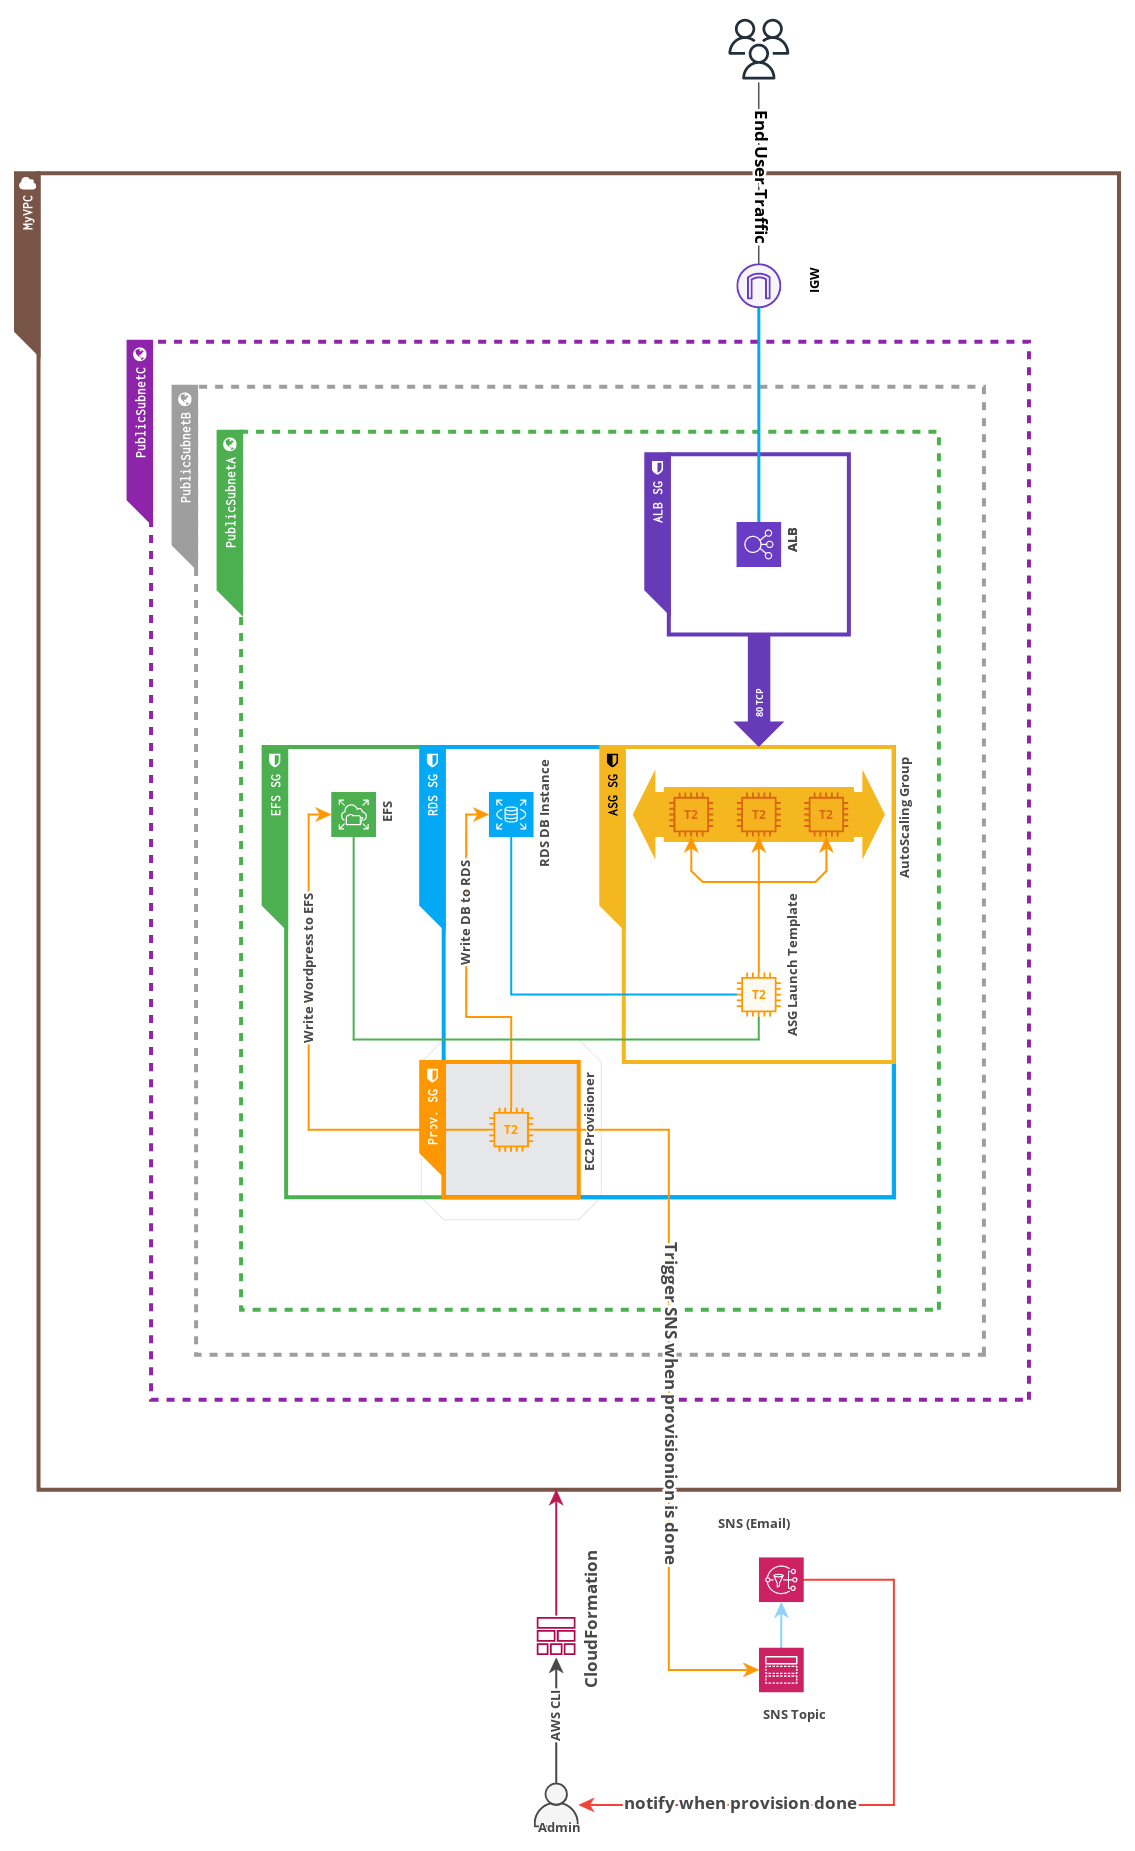 End User Traffic
MyVPC
IGW
PublicSubnetC
PublicSubnetB
PublicSubnetA
ALB SG
ALB
80 TCP
EFS SG
RDS SG
ASG SG
EFS
RDS DB Instance
T2
T2
T2
AutoScaling Group
Write Wordpress to EFS
Write DB to RDS
ASG Launch Template
T2
Prov. SG
T2
EC2 Provisioner
Trigger SNS when provisionion is done
SNS (Email)
CloudFormation
AWS CLI
SNS Topic
notify when provision done
Admin